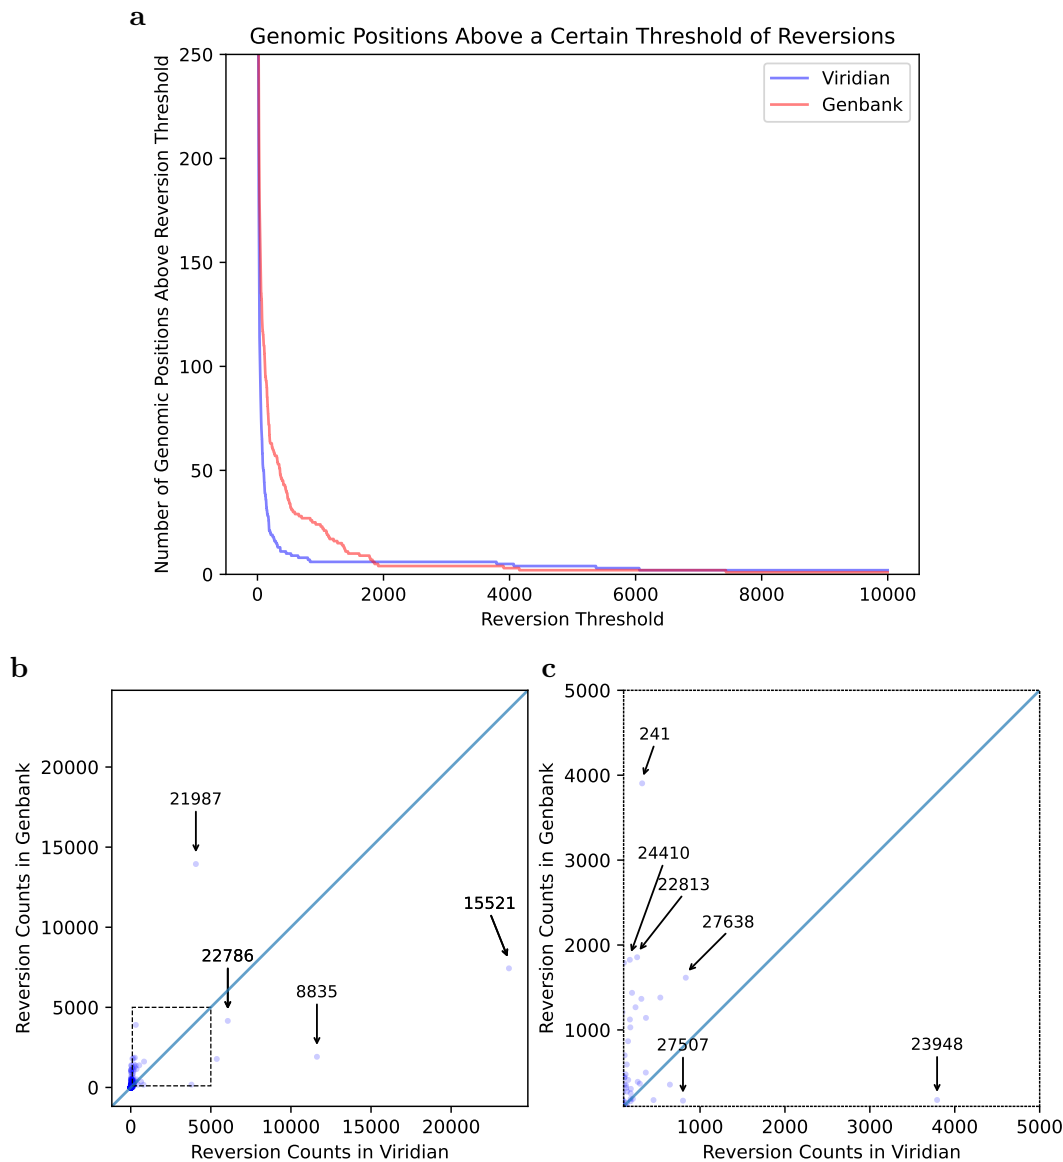 a
Genomic Positions Above a Certain Threshold of Reversions
Number of Genomic Positions Above Reversion Threshold
250
200
150
100
50
0
Viridian
Genbank
0 2000 4000 6000 8000 10000
Reversion Threshold
b
Reversion Counts in Genbank
20000
15000
10000
5000
0
21987
15521
22786
8835
0 5000 10000 15000 20000
Reversion Counts in Viridian
c
Reversion Counts in Genbank
5000
4000
3000
2000
1000
241
24410
22813
27638
27507
23948
1000 2000 3000 4000 5000
Reversion Counts in Viridian